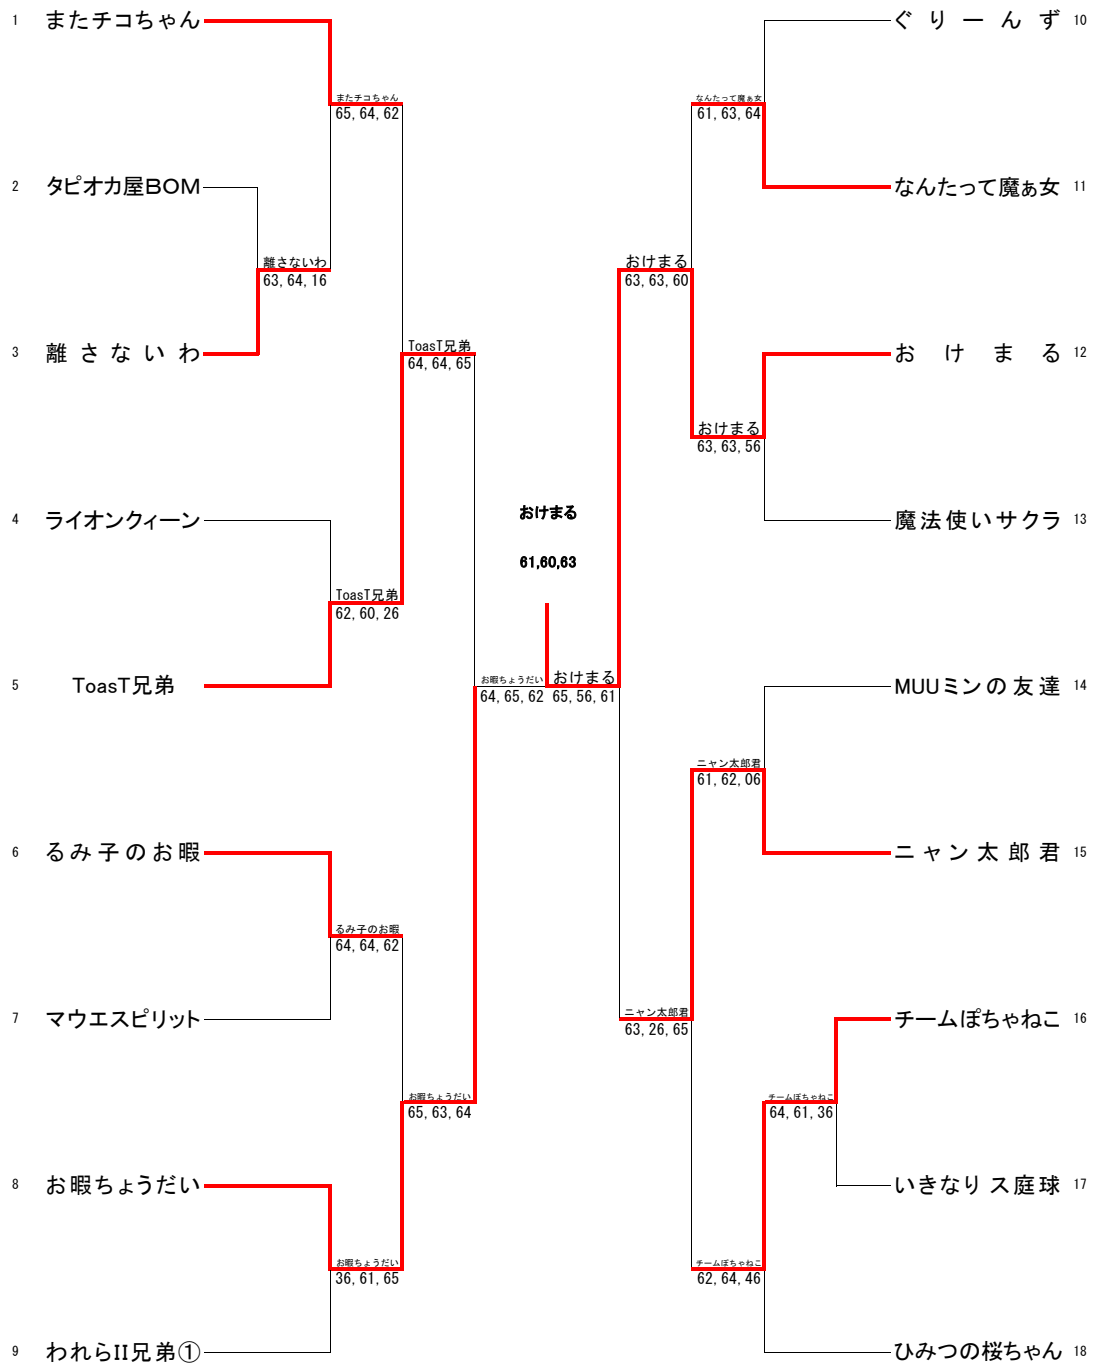 1 またチコちゃん
またチコちゃん
65, 64, 62
2 タピオカ屋BOM
離さないわ
63, 64, 16
3 離さないわ
ToasT兄弟
64, 64, 65
4 ライオンクィーン
ToasT兄弟
62, 60, 26
5 ToasT兄弟
お暇ちょうだい
64, 65, 62
6 るみ子のお暇
るみ子のお暇
64, 64, 62
7 マウエスピリット
お暇ちょうだい
65, 63, 64
8 お暇ちょうだい
お暇ちょうだい
36, 61, 65
9 われらII兄弟①
おけまる
61,60,63
おけまる
65, 56, 61
ぐりーんず 10
なんたって魔ぁ女
61, 63, 64
なんたって魔ぁ女 11
おけまる
63, 63, 60
おけまる 12
おけまる
63, 63, 56
魔法使いサクラ 13
MUUミンの友達 14
ニャン太郎君
61, 62, 06
ニャン太郎君 15
ニャン太郎君
63, 26, 65
チームぽちゃねこ 16
チームぽちゃねこ
64, 61, 36
いきなりス庭球 17
チームぽちゃねこ
62, 64, 46
ひみつの桜ちゃん 18